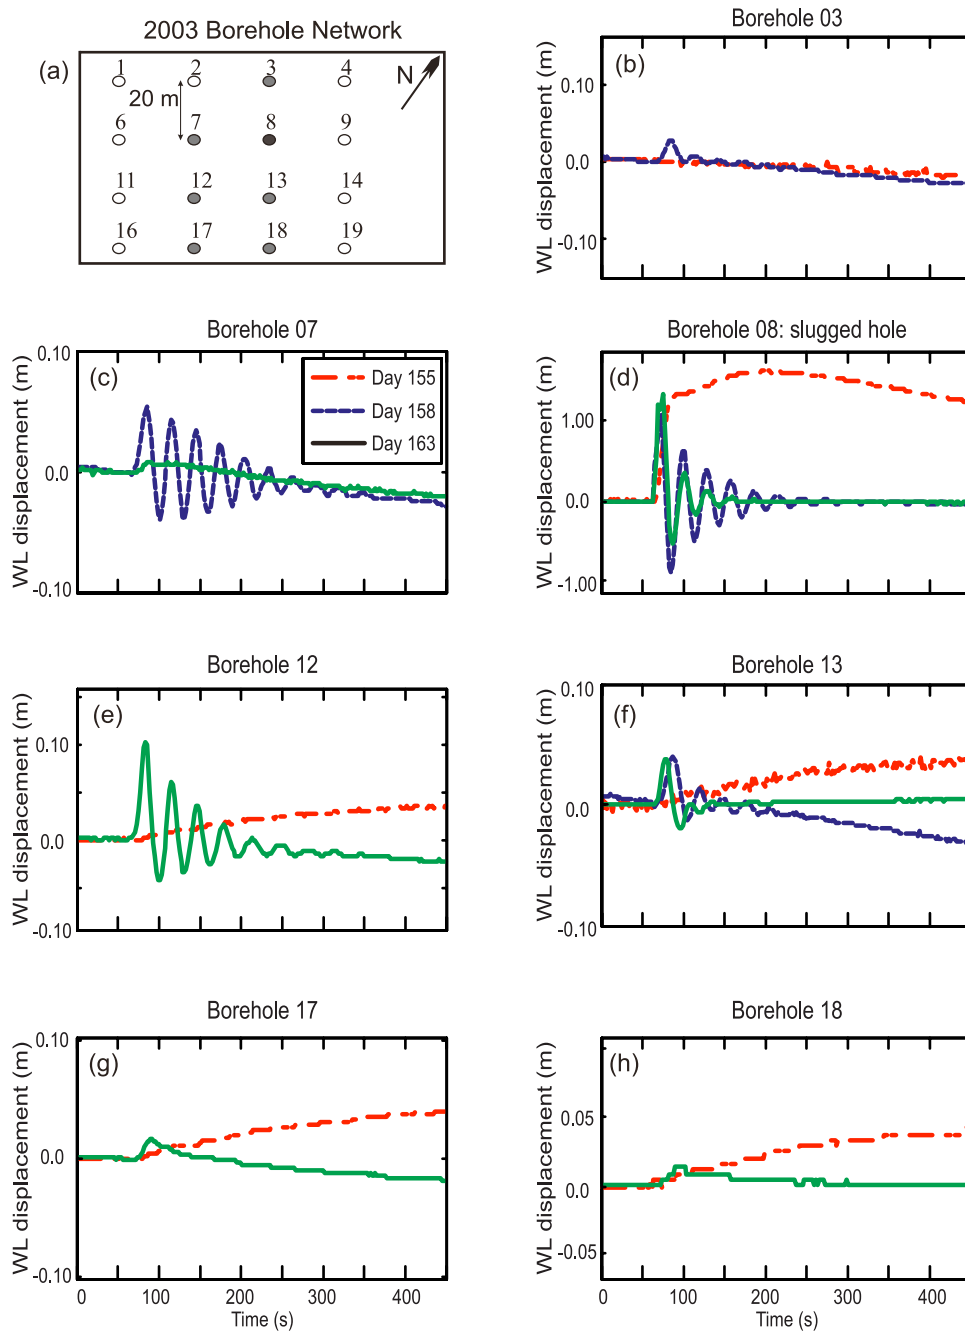 2003 Borehole Network
(a)
1 2 3 4
N
20 m
6 7 8 9
11 12 13 14
16 17 18 19
Borehole 03
(b)
WL displacement (m)
0.10
0.0
-0.10
Borehole 07
(c)
WL displacement (m)
0.10
0.0
-0.10
Day 155
Day 158
Day 163
Borehole 08: slugged hole
(d)
WL displacement (m)
1.00
0.0
-1.00
Borehole 12
(e)
WL displacement (m)
0.10
0.0
-0.10
Borehole 13
(f)
WL displacement (m)
0.10
0.0
-0.10
Borehole 17
(g)
WL displacement (m)
0.10
0.0
-0.10
0 100 200 300 400
Time (s)
Borehole 18
(h)
WL displacement (m)
0.05
0.0
-0.05
0 100 200 300 400
Time (s)